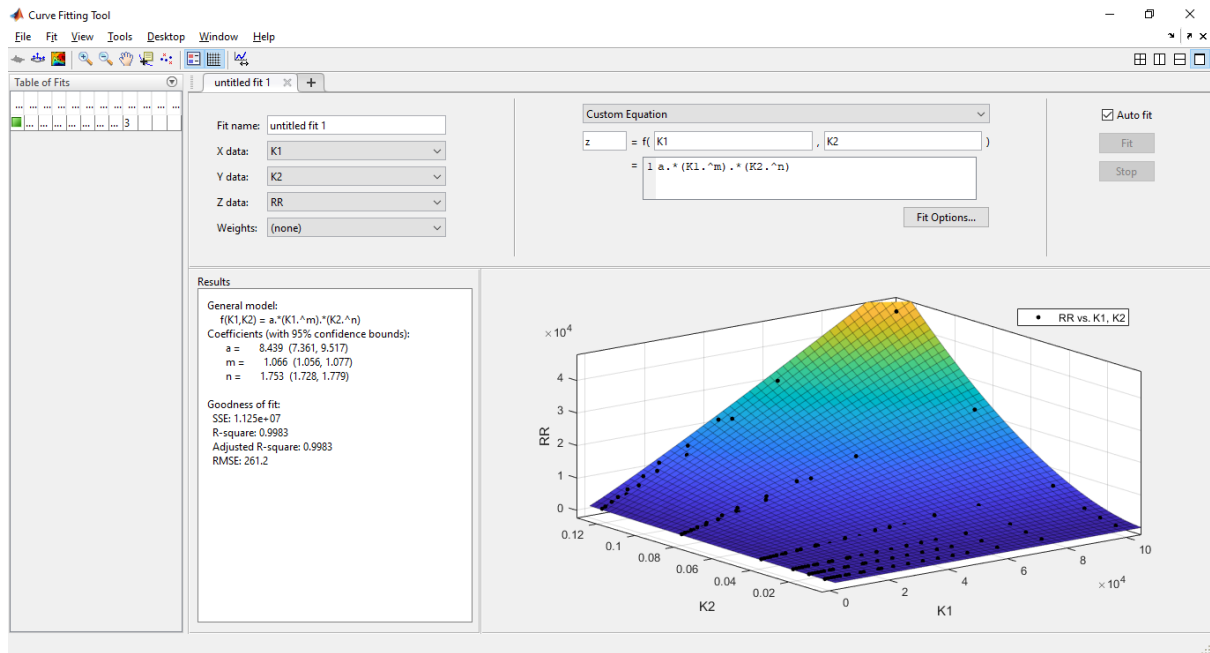 Curve Fitting Tool
File Fit View Tools Desktop Window Help
Table of Fits
... ... ... ... ... ... ... ... ... ... ...
... ... ... ... ... ... ... 3
untitled fit 1
Fit name: untitled fit 1
X data: K1
Y data: K2
Z data: RR
Weights: (none)
Custom Equation
z = f( K1 , K2 )
= 1 a.*(K1.^m).*(K2.^n)
Fit Options...
Auto fit
Fit
Stop
Results
General model:
f(K1,K2) = a.*(K1.^m).*(K2.^n)
Coefficients (with 95% confidence bounds):
a = 8.439 (7.361, 9.517)
m = 1.066 (1.056, 1.077)
n = 1.753 (1.728, 1.779)
Goodness of fit:
SSE: 1.125e+07
R-square: 0.9983
Adjusted R-square: 0.9983
RMSE: 261.2
RR vs. K1, K2
×10⁴
4
3
2
1
0
RR
0.12
0.1
0.08
0.06
0.04
0.02
K2
0
2
4
6
8
10
×10⁴
K1